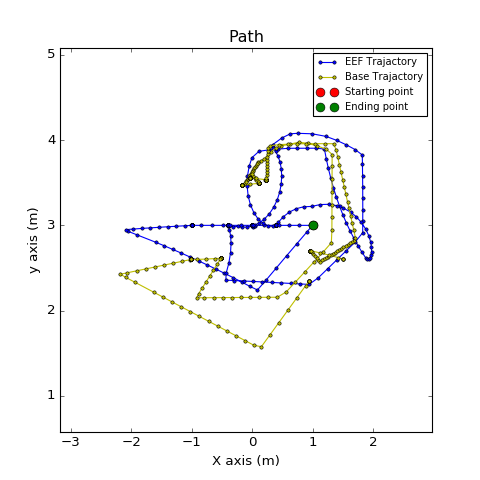 Path
EEF Trajactory
Base Trajactory
Starting point
Ending point
5
4
3
2
1
y axis (m)
−3 −2 −1 0 1 2
X axis (m)